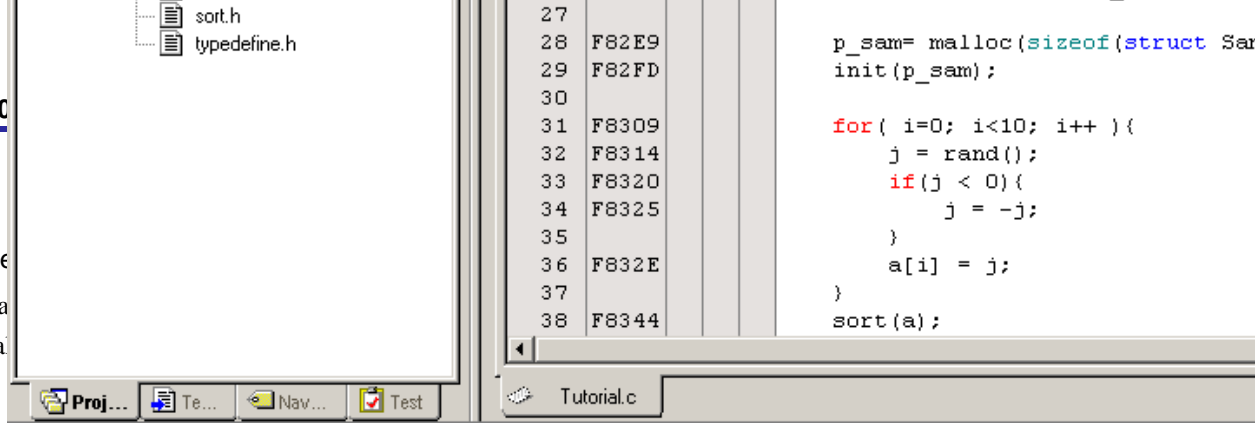 sort.h
typedefine.h
27
28 F82E9 p_sam= malloc(sizeof(struct Sam
29 F82FD init(p_sam);
30
31 F8309 for( i=0; i<10; i++ ){
32 F8314 j = rand();
33 F8320 if(j < 0){
34 F8325 j = -j;
35 }
36 F832E a[i] = j;
37 }
38 F8344 sort(a);
Proj... Te... Nav... Test
Tutorial.c